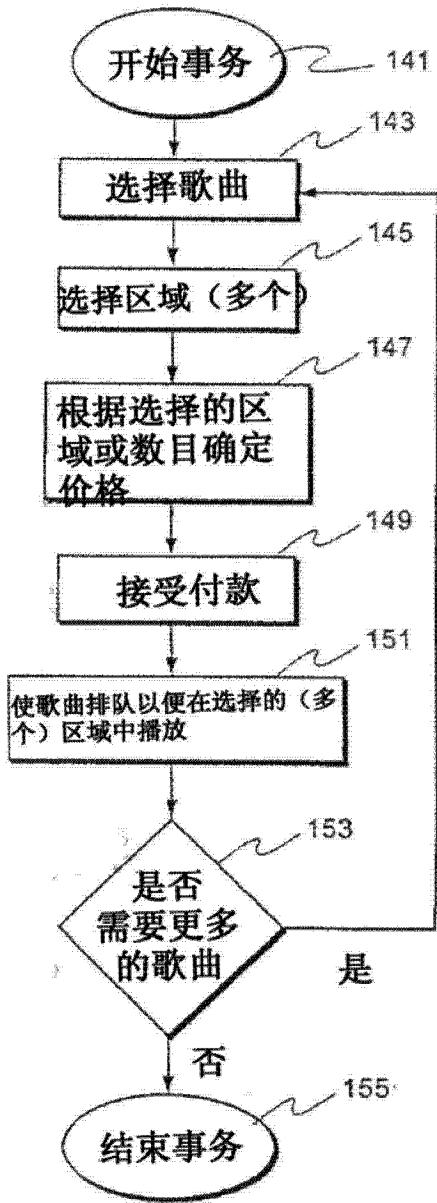 开始事务
141
143
选择歌曲
145
选择区域（多个）
147
根据选择的区
域或数目确定
价格
149
接受付款
151
使歌曲排队以便在选择的（多
个）区域中播放
153
是否
需要更多
的歌曲
是
否
155
结束事务